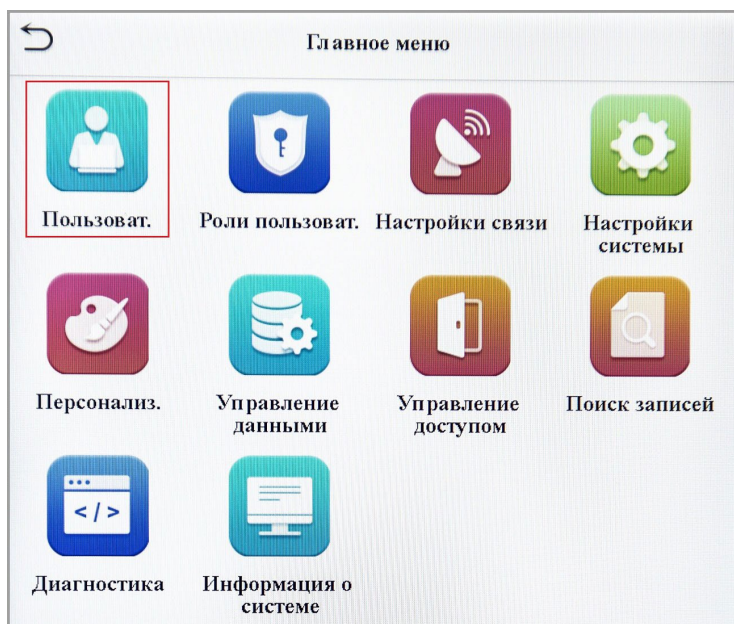 Главное меню
Пользоват.
Роли пользоват.
Настройки связи
Настройки
системы
Персонализ.
Управление
данными
Управление
доступом
Поиск записей
</>
Диагностика
Информация о
системе